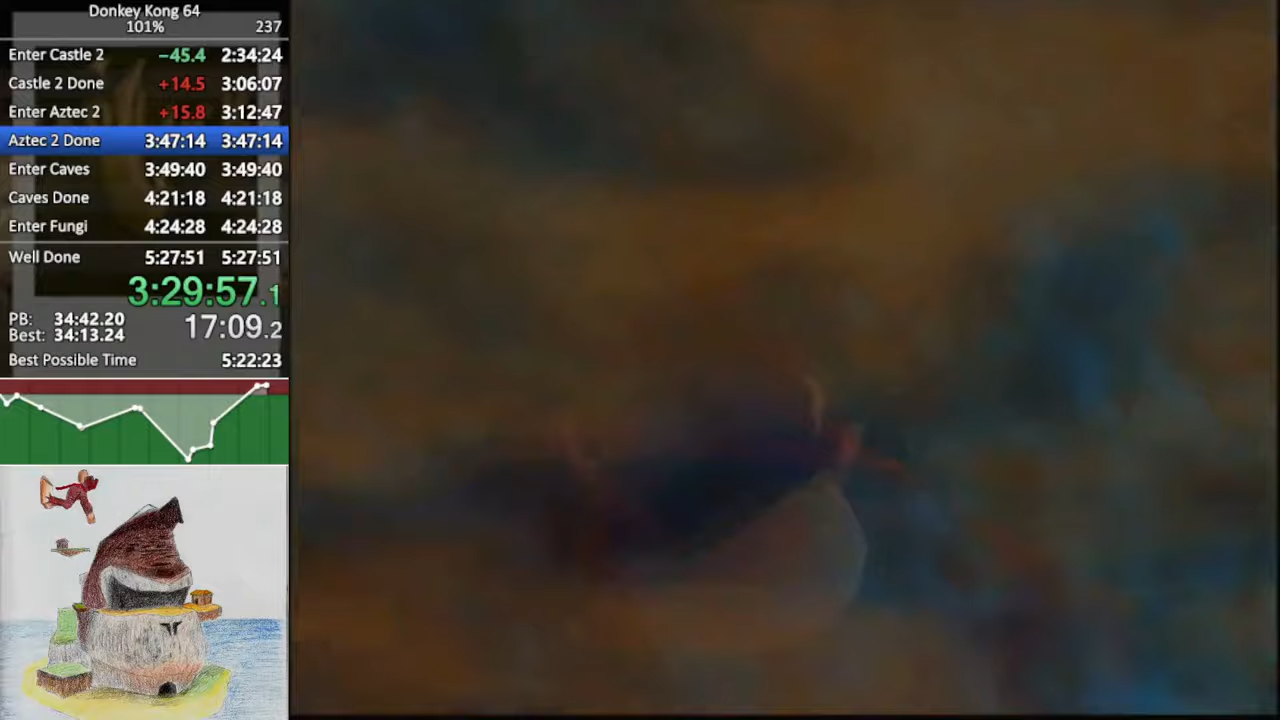 Donkey Kong 64
101% 237
Enter Castle 2 −45.4 2:34:24
Castle 2 Done +14.5 3:06:07
Enter Aztec 2 +15.8 3:12:47
Aztec 2 Done 3:47:14 3:47:14
Enter Caves 3:49:40 3:49:40
Caves Done 4:21:18 4:21:18
Enter Fungi 4:24:28 4:24:28
Well Done 5:27:51 5:27:51
3:29:57.1
PB: 34:42.20 17:09.2
Best: 34:13.24
Best Possible Time 5:22:23